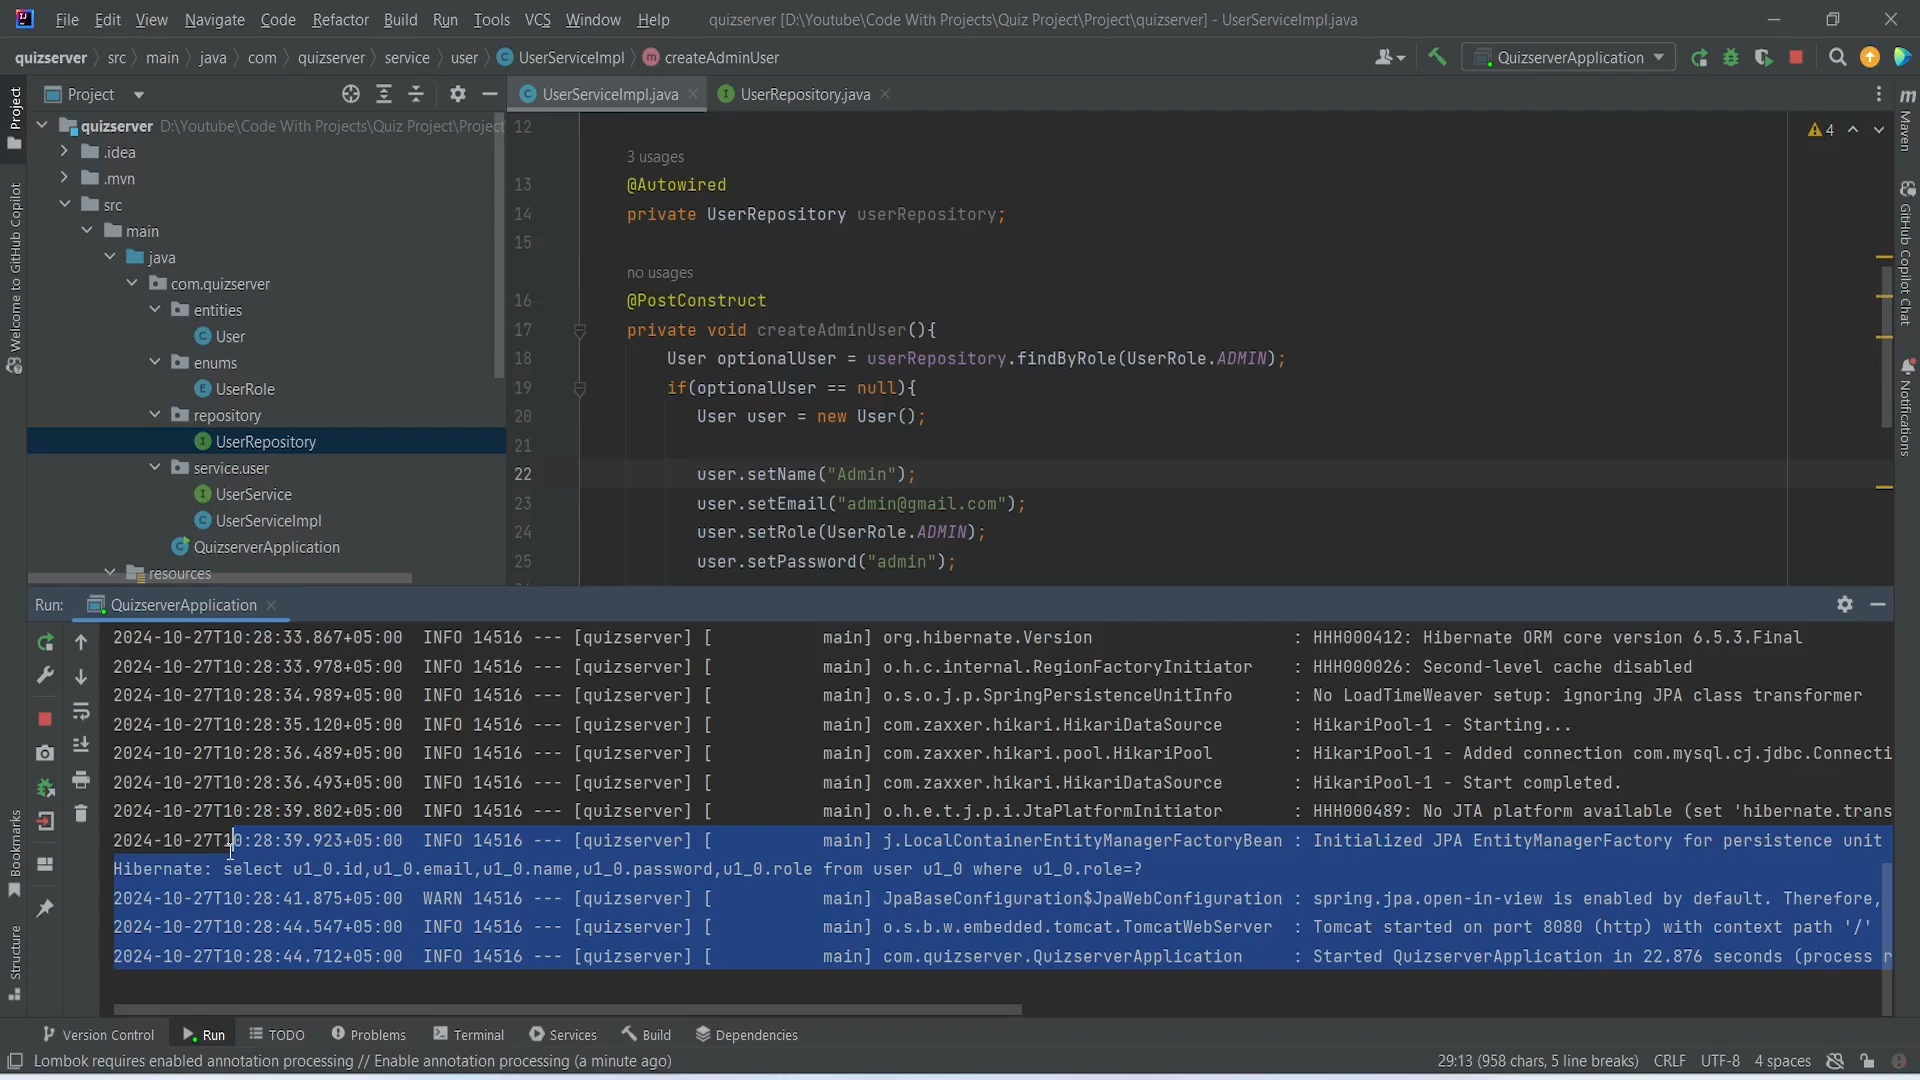 File Edit View Navigate Code Refactor Build Run Tools VCS Window Help quizserver [D:\Youtube\Code With Projects\Quiz Project\Project\quizserver] - UserServiceImpl.java
quizserver src main java com quizserver service user UserServiceImpl createAdminUser QuizserverApplication
Project
UserServiceImpl.java UserRepository.java
quizserver D:\Youtube\Code With Projects\Quiz Project\Project
.idea
.mvn
src
main
java
com.quizserver
entities
User
enums
UserRole
repository
UserRepository
service.user
UserService
UserServiceImpl
QuizserverApplication
resources
Project
Welcome to GitHub Copilot
Bookmarks
Structure
12
3 usages
13 @Autowired
14 private UserRepository userRepository;
15
no usages
16 @PostConstruct
17 private void createAdminUser(){
18 User optionalUser = userRepository.findByRole(UserRole.ADMIN);
19 if(optionalUser == null){
20 User user = new User();
21
22 user.setName("Admin");
23 user.setEmail("admin@gmail.com");
24 user.setRole(UserRole.ADMIN);
25 user.setPassword("admin");
4
Maven
GitHub Copilot Chat
Notifications
Run: QuizserverApplication
2024-10-27T10:28:33.867+05:00 INFO 14516 --- [quizserver] [ main] org.hibernate.Version : HHH000412: Hibernate ORM core version 6.5.3.Final
2024-10-27T10:28:33.978+05:00 INFO 14516 --- [quizserver] [ main] o.h.c.internal.RegionFactoryInitiator : HHH000026: Second-level cache disabled
2024-10-27T10:28:34.989+05:00 INFO 14516 --- [quizserver] [ main] o.s.o.j.p.SpringPersistenceUnitInfo : No LoadTimeWeaver setup: ignoring JPA class transformer
2024-10-27T10:28:35.120+05:00 INFO 14516 --- [quizserver] [ main] com.zaxxer.hikari.HikariDataSource : HikariPool-1 - Starting...
2024-10-27T10:28:36.489+05:00 INFO 14516 --- [quizserver] [ main] com.zaxxer.hikari.pool.HikariPool : HikariPool-1 - Added connection com.mysql.cj.jdbc.Connecti
2024-10-27T10:28:36.493+05:00 INFO 14516 --- [quizserver] [ main] com.zaxxer.hikari.HikariDataSource : HikariPool-1 - Start completed.
2024-10-27T10:28:39.802+05:00 INFO 14516 --- [quizserver] [ main] o.h.e.t.j.p.i.JtaPlatformInitiator : HHH000489: No JTA platform available (set 'hibernate.trans
2024-10-27T10:28:39.923+05:00 INFO 14516 --- [quizserver] [ main] j.LocalContainerEntityManagerFactoryBean : Initialized JPA EntityManagerFactory for persistence unit
Hibernate: select u1_0.id,u1_0.email,u1_0.name,u1_0.password,u1_0.role from user u1_0 where u1_0.role=?
2024-10-27T10:28:41.875+05:00 WARN 14516 --- [quizserver] [ main] JpaBaseConfiguration$JpaWebConfiguration : spring.jpa.open-in-view is enabled by default. Therefore,
2024-10-27T10:28:44.547+05:00 INFO 14516 --- [quizserver] [ main] o.s.b.w.embedded.tomcat.TomcatWebServer : Tomcat started on port 8080 (http) with context path '/'
2024-10-27T10:28:44.712+05:00 INFO 14516 --- [quizserver] [ main] com.quizserver.QuizserverApplication : Started QuizserverApplication in 22.876 seconds (process r
Version Control Run TODO Problems Terminal Services Build Dependencies
Lombok requires enabled annotation processing // Enable annotation processing (a minute ago) 29:13 (958 chars, 5 line breaks) CRLF UTF-8 4 spaces